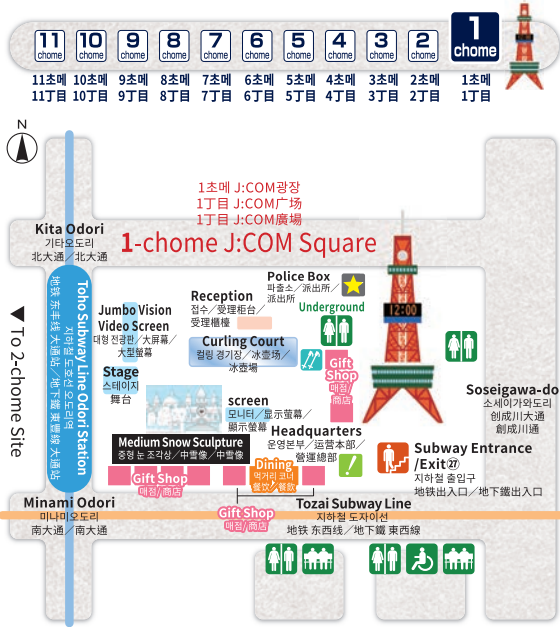 11 chome
10 chome
9 chome
8 chome
7 chome
6 chome
5 chome
4 chome
3 chome
2 chome
1 chome
11초메 10초메 9초메 8초메 7초메 6초메 5초메 4초메 3초메 2초메 1초메
11丁目 10丁目 9丁目 8丁目 7丁目 6丁目 5丁目 4丁目 3丁目 2丁目 1丁目
N
1초메 J:COM광장
1丁目 J:COM广场
1丁目 J:COM廣場
1-chome J:COM Square
Kita Odori
기타오도리
北大通／北大通
Toho Subway Line Odori Station
지하철 도호선 오도리역
地铁 东丰线 大通站／地下鐵 東豐線 大通站
▼ To 2-chome Site
Police Box
파출소／派出所／
派出所
Underground
Reception
접수／受理柜台／
受理櫃檯
Jumbo Vision
Video Screen
대형 전광판／大屏幕／
大型螢幕
Curling Court
컬링 경기장／冰壶场／
冰壺場
Gift
Shop
매점／
商店
12:00
Stage
스테이지
舞台
screen
모니터／显示萤幕／
顯示螢幕
Soseigawa-do
소세이가와도리
创成川大通
創成川通
Headquarters
운영본부／运营本部／
營運總部
Medium Snow Sculpture
중형 눈 조각상／中雪像／中雪像
Subway Entrance
/Exit㉗
지하철 출입구
地铁出入口／地下鐵出入口
Gift Shop
매점／商店
Dining
먹거리 코너
餐饮／餐飲
Minami Odori
미나미오도리
南大通／南大通
Gift Shop
매점／商店
Tozai Subway Line
지하철 도자이선
地铁 东西线／地下鐵 東西線